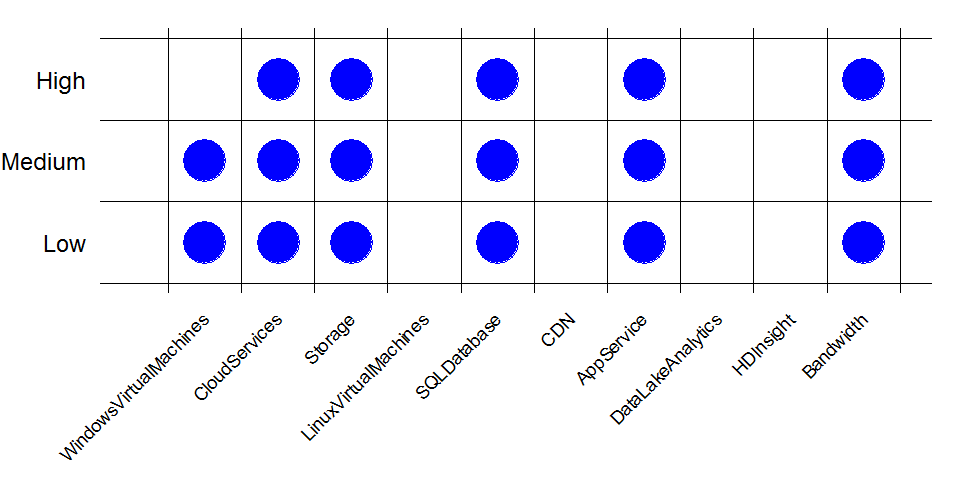 High
Medium
Low
WindowsVirtualMachines
CloudServices
Storage
LinuxVirtualMachines
SQLDatabase
CDN
AppService
DataLakeAnalytics
HDInsight
Bandwidth